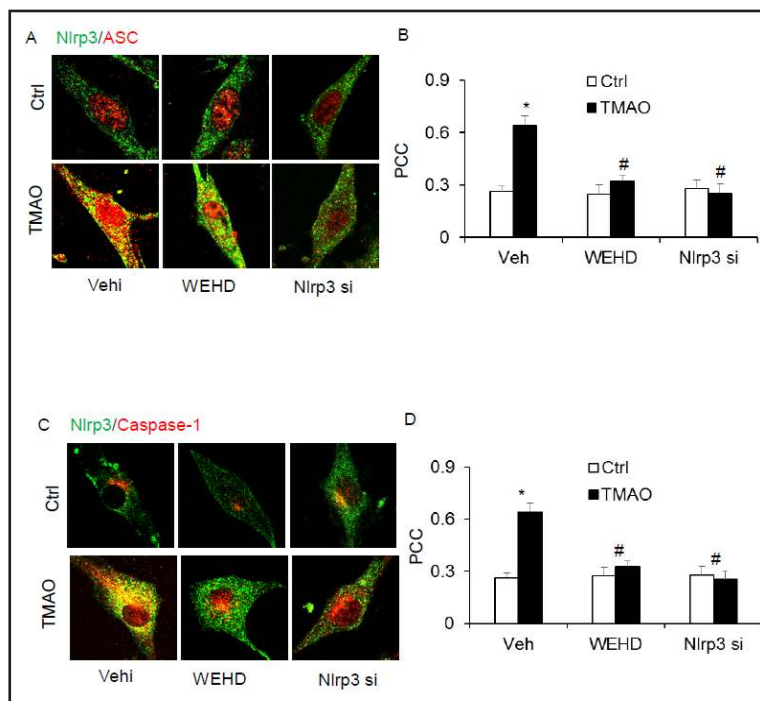 A Nlrp3/ASC
Ctrl
TMAO
Vehi WEHD Nlrp3 si
B
PCC
0.9
0.6
0.3
0
Ctrl
TMAO
*
#
#
Veh WEHD Nlrp3 si
C Nlrp3/Caspase-1
Ctrl
TMAO
Vehi WEHD Nlrp3 si
D
PCC
0.9
0.6
0.3
0
Ctrl
TMAO
*
#
#
Veh WEHD Nlrp3 si